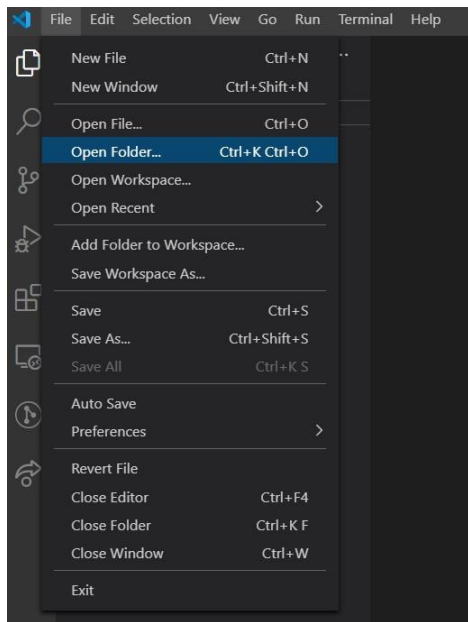 File Edit Selection View Go Run Terminal Help
New File Ctrl+N
New Window Ctrl+Shift+N
Open File... Ctrl+O
Open Folder... Ctrl+K Ctrl+O
Open Workspace...
Open Recent >
Add Folder to Workspace...
Save Workspace As...
Save Ctrl+S
Save As... Ctrl+Shift+S
Save All Ctrl+K S
Auto Save
Preferences >
Revert File
Close Editor Ctrl+F4
Close Folder Ctrl+K F
Close Window Ctrl+W
Exit